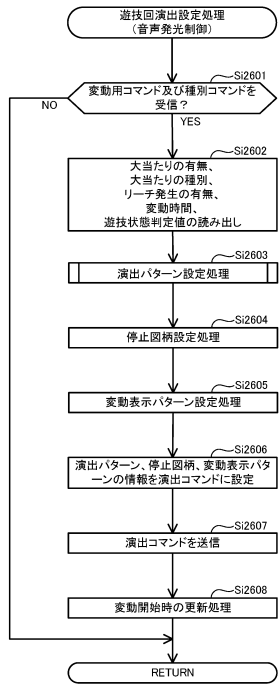 遊技回演出設定処理
(音声発光制御)
Si2601
変動用コマンド及び種別コマンドを
受信?
NO
YES
Si2602
大当たりの有無、
大当たりの種別、
リーチ発生の有無、
変動時間、
遊技状態判定値の読み出し
Si2603
演出パターン設定処理
Si2604
停止図柄設定処理
Si2605
変動表示パターン設定処理
Si2606
演出パターン、停止図柄、変動表示パタ
ーンの情報を演出コマンドに設定
Si2607
演出コマンドを送信
Si2608
変動開始時の更新処理
RETURN